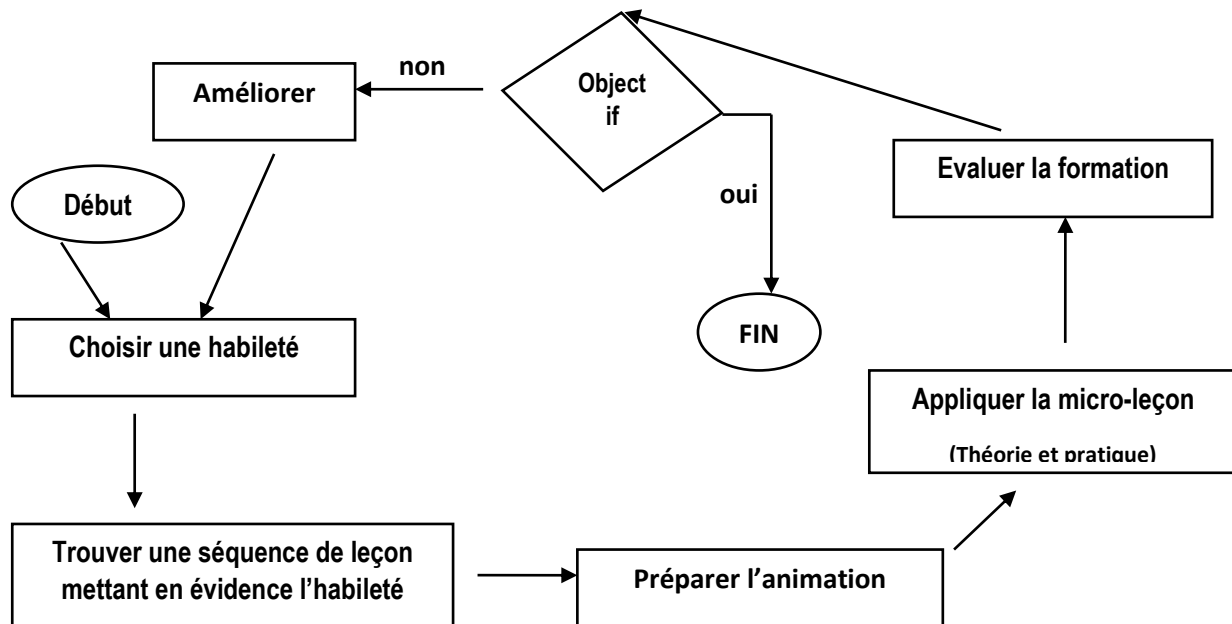 Object
if
non
Améliorer
Evaluer la formation
Début
oui
Choisir une habileté
FIN
Appliquer la micro-leçon
(Théorie et pratique)
Trouver une séquence de leçon
mettant en évidence l’habileté
Préparer l’animation